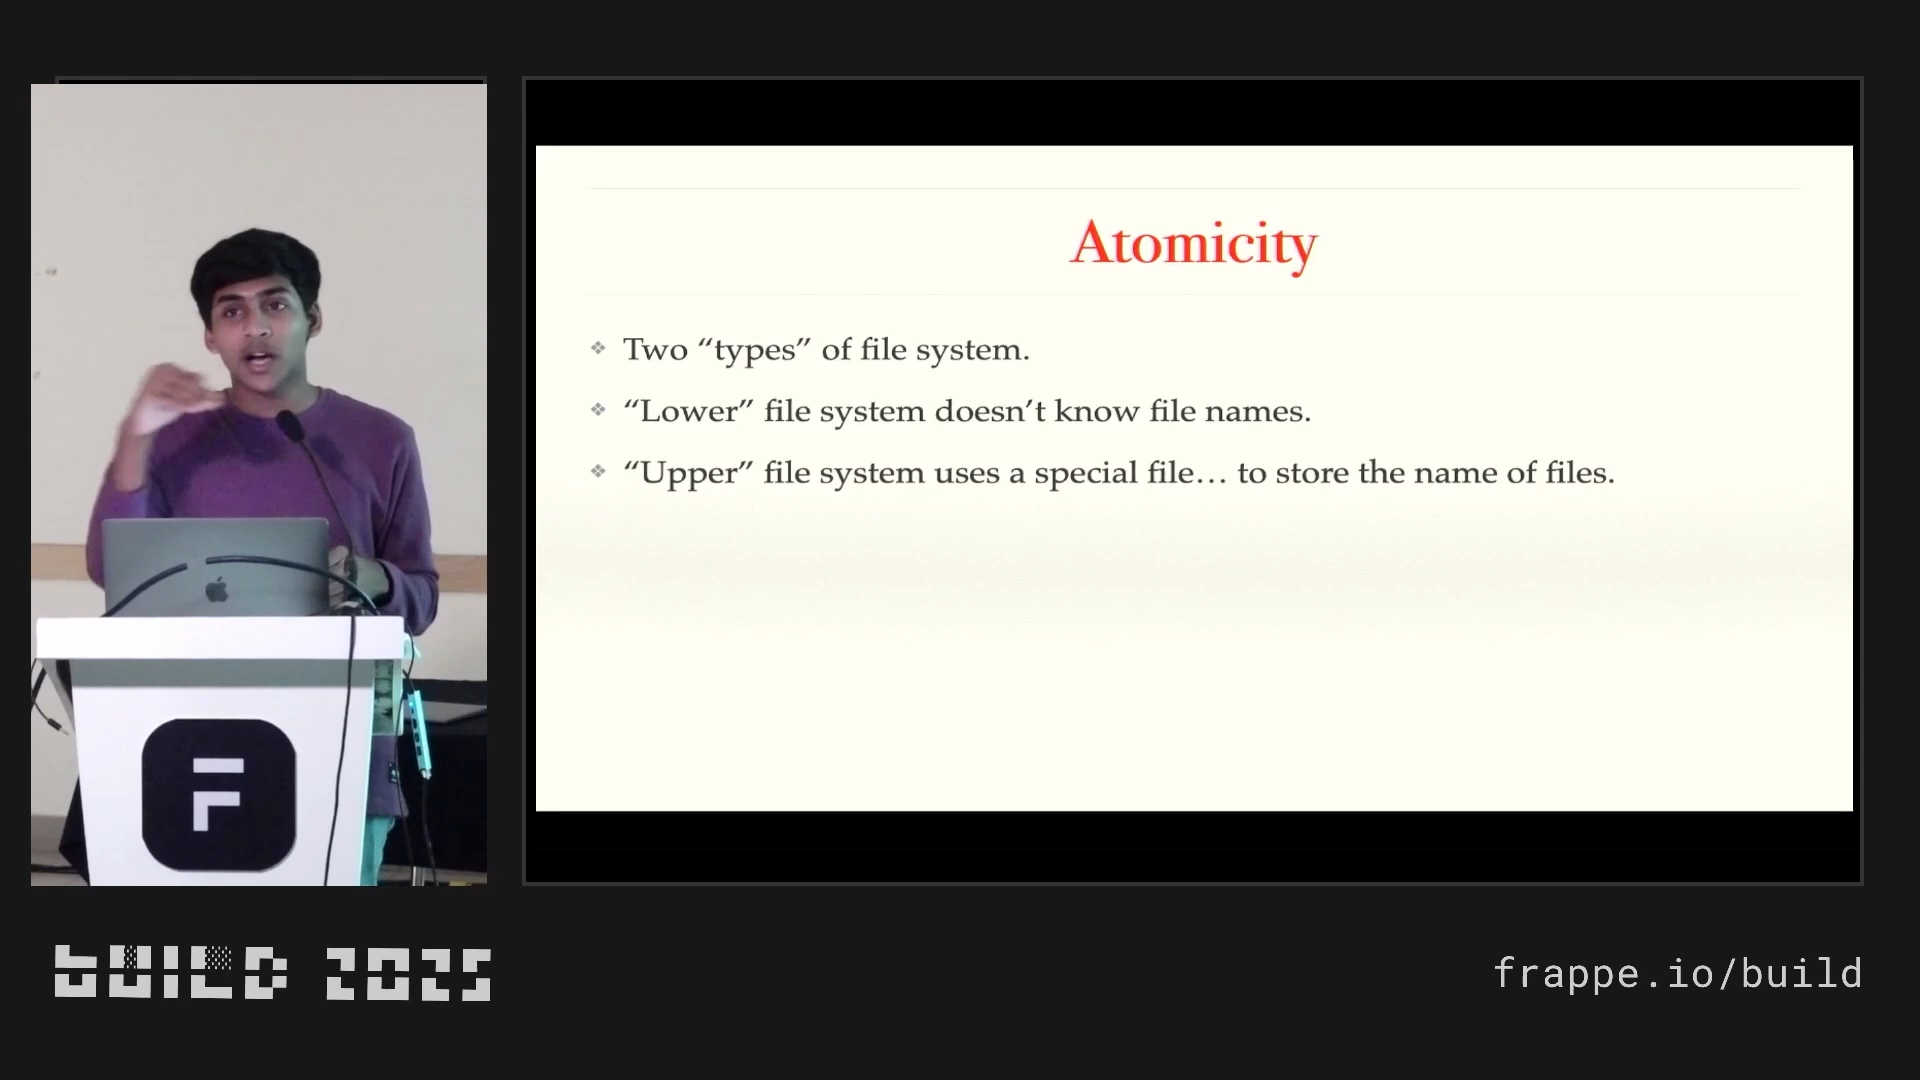 Atomicity
❖ Two “types” of file system.
❖ “Lower” file system doesn’t know file names.
❖ “Upper” file system uses a special file… to store the name of files.
F
BUILD 2025
frappe.io/build